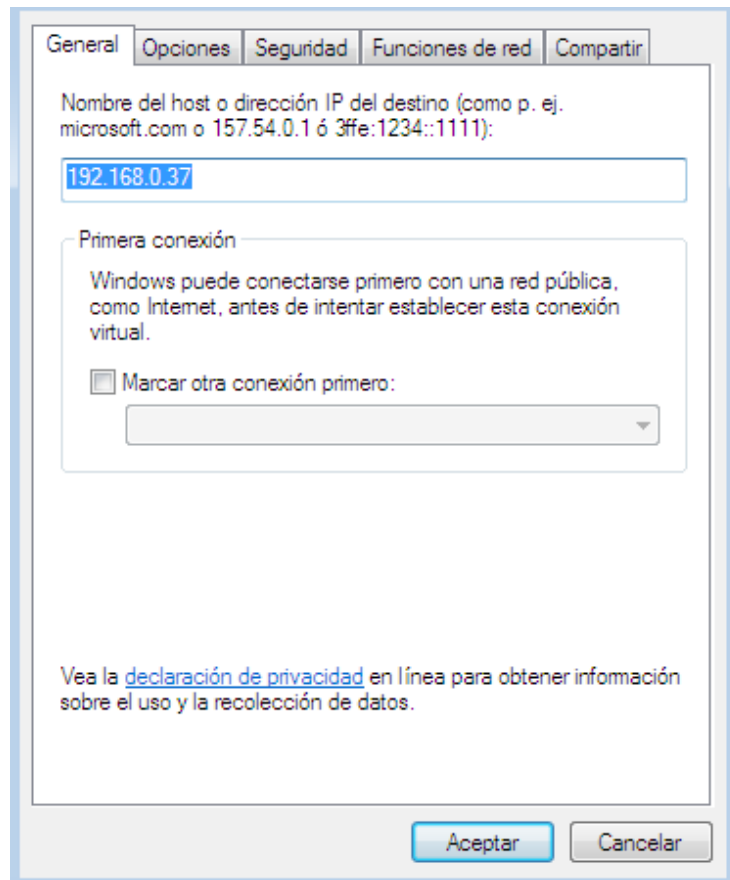 General Opciones Seguridad Funciones de red Compartir
Nombre del host o dirección IP del destino (como p. ej.
microsoft.com o 157.54.0.1 ó 3ffe:1234::1111):
192.168.0.37
Primera conexión
Windows puede conectarse primero con una red pública,
como Internet, antes de intentar establecer esta conexión
virtual.
Marcar otra conexión primero:
Vea la declaración de privacidad en línea para obtener información
sobre el uso y la recolección de datos.
Aceptar Cancelar